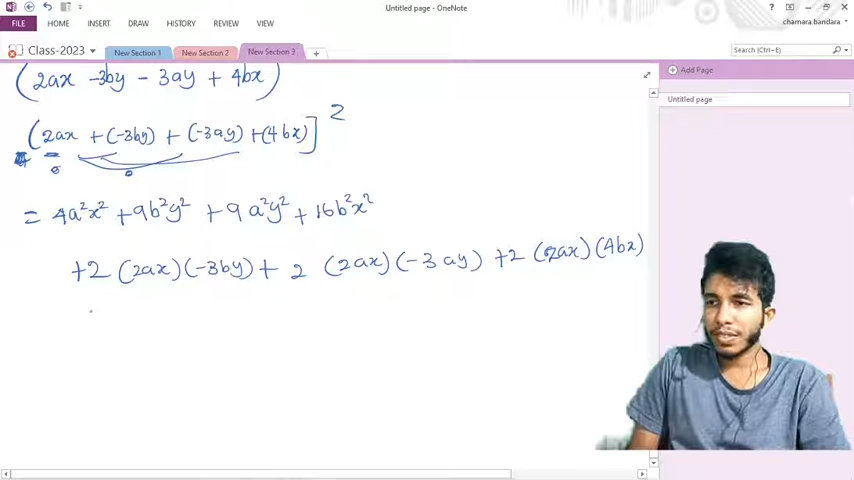 Untitled page - OneNote
FILE HOME INSERT DRAW HISTORY REVIEW VIEW
chamara.bandara
Class-2023 New Section 1 New Section 2 New Section 3 +
Search (Ctrl+E)
Add Page
Untitled page
(2ax - 3by - 3ay + 4bx)
(2ax + (-3by) + (-3ay) + (4bx)]²
= 4a²x² + 9b²y² + 9a²y² + 16b²x²
+2 (2ax)(-3by) + 2 (2ax)(-3ay) + 2 (2ax)(4bx)